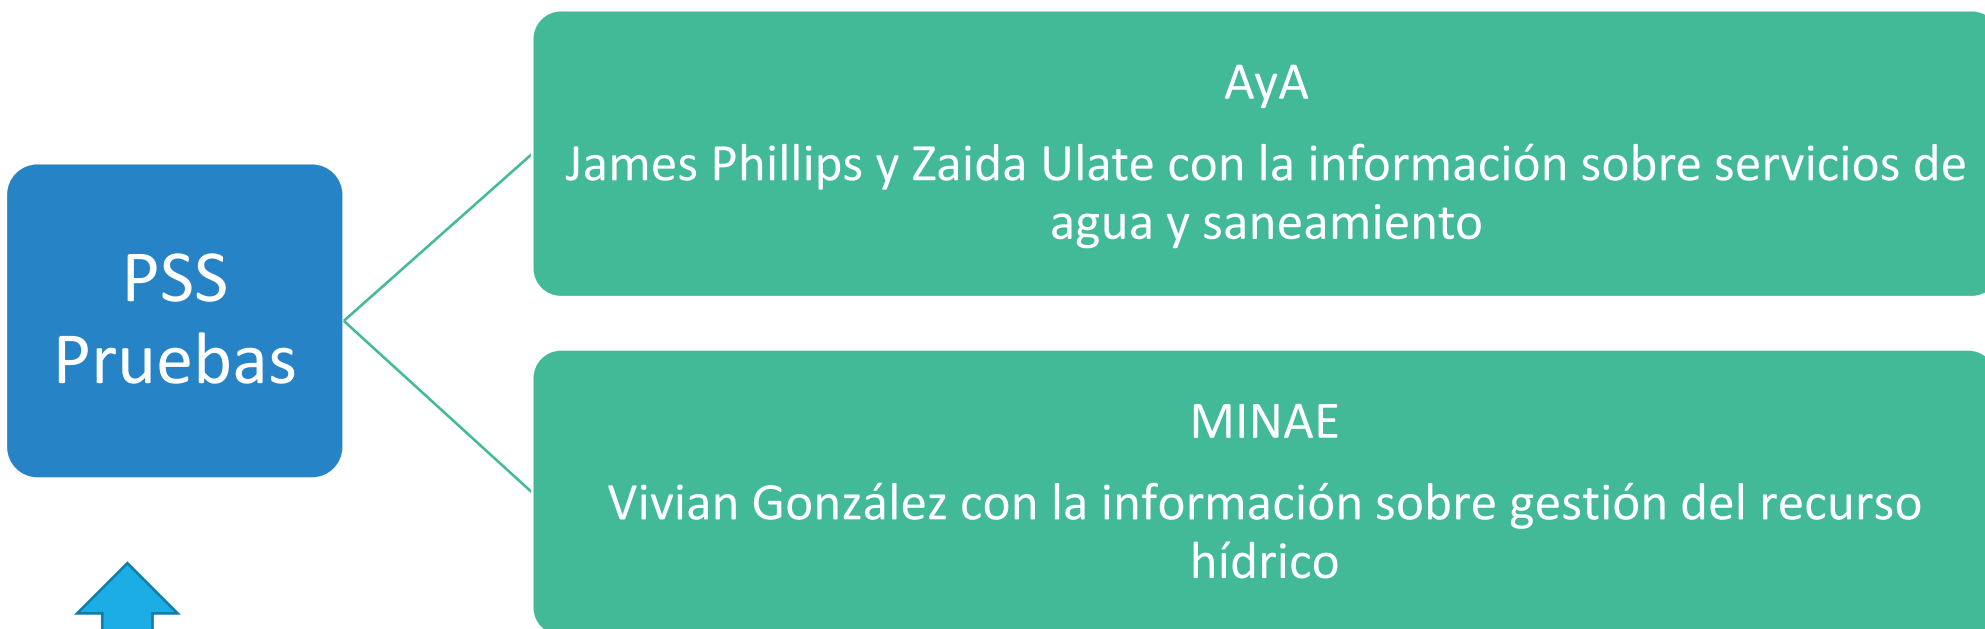 PSS
Pruebas
AyA
James Phillips y Zaida Ulate con la información sobre servicios de
agua y saneamiento
MINAE
Vivian González con la información sobre gestión del recurso
hídrico